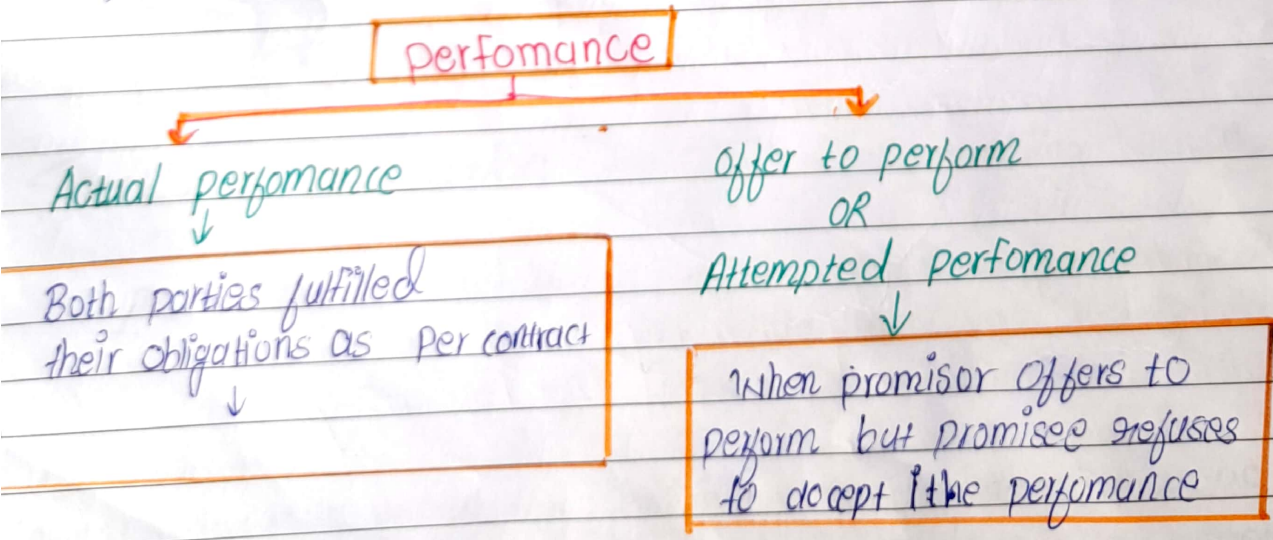 perfomance
Actual perfomance
Both parties fulfilled
their obligations as per contract
Offer to perform
OR
Attempted perfomance
When promisor Offers to
perform but promisee refuses
to accept the perfomance